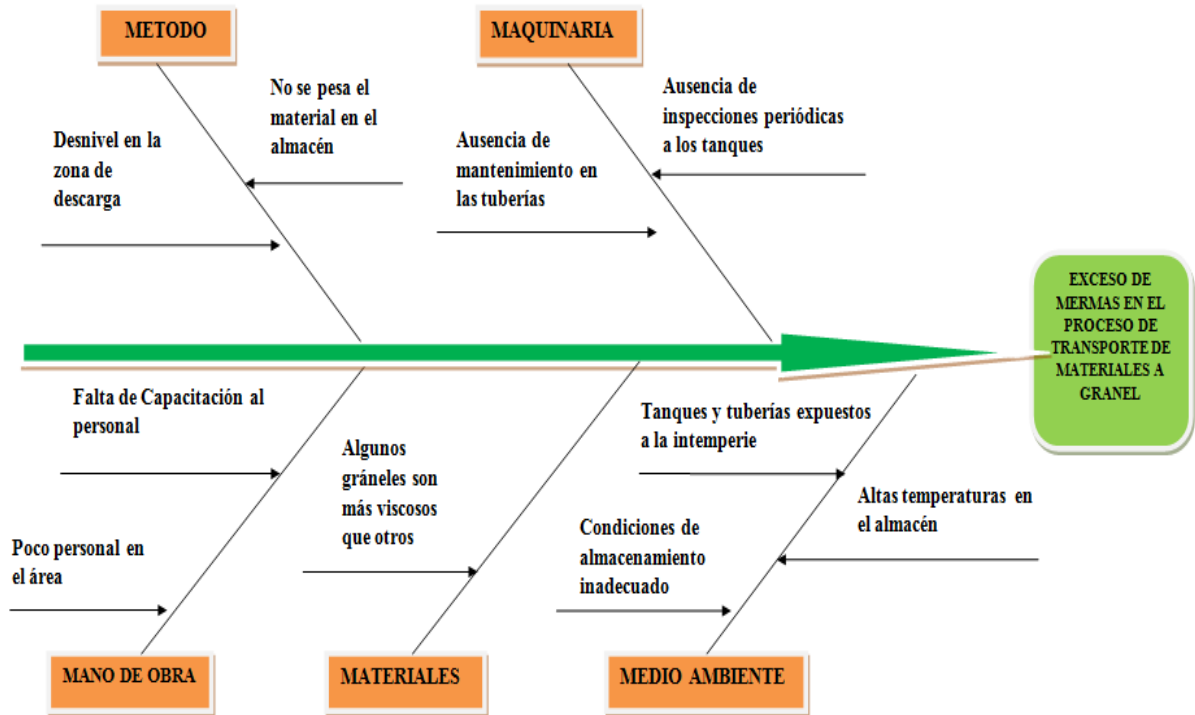 METODO
MAQUINARIA
No se pesa el
material en el
almacén
Desnivel en la
zona de
descarga
Ausencia de
inspecciones periódicas
a los tanques
Ausencia de
mantenimiento en
las tuberías
EXCESO DE
MERMAS EN EL
PROCESO DE
TRANSPORTE DE
MATERIALES A
GRANEL
Falta de Capacitación al
personal
Poco personal en
el área
Algunos
gráneles son
más viscosos
que otros
Tanques y tuberías expuestos
a la intemperie
Altas temperaturas en
el almacén
Condiciones de
almacenamiento
inadecuado
MANO DE OBRA
MATERIALES
MEDIO AMBIENTE